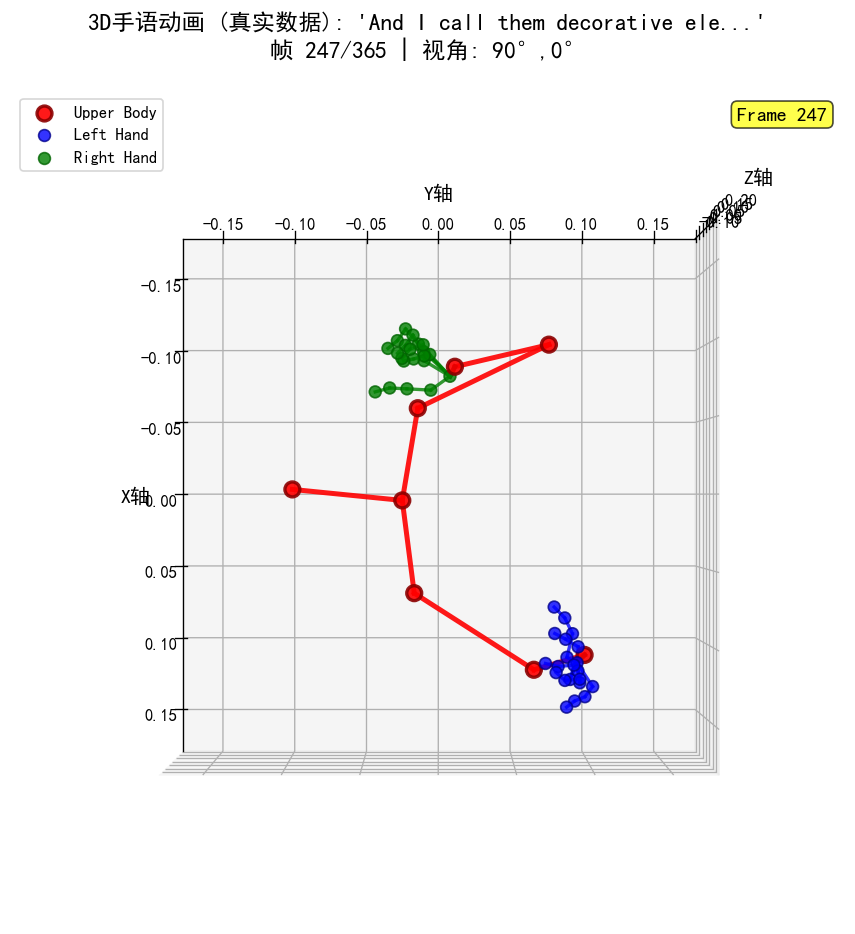 3D手语动画 (真实数据): 'And I call them decorative ele...'
帧 247/365 | 视角: 90°,0°
Upper Body
Left Hand
Right Hand
Frame 247
Z轴
Y轴
-0.15 -0.10 -0.05 0.00 0.05 0.10 0.15
-0.15
-0.10
-0.05
X轴
0.00
0.05
0.10
0.15